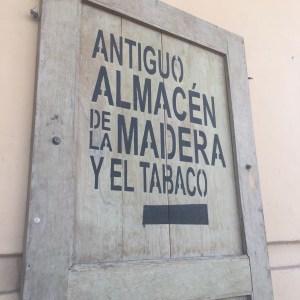 ANTIGUO
ALMACÉN
DE LA MADERA
Y EL TABACO